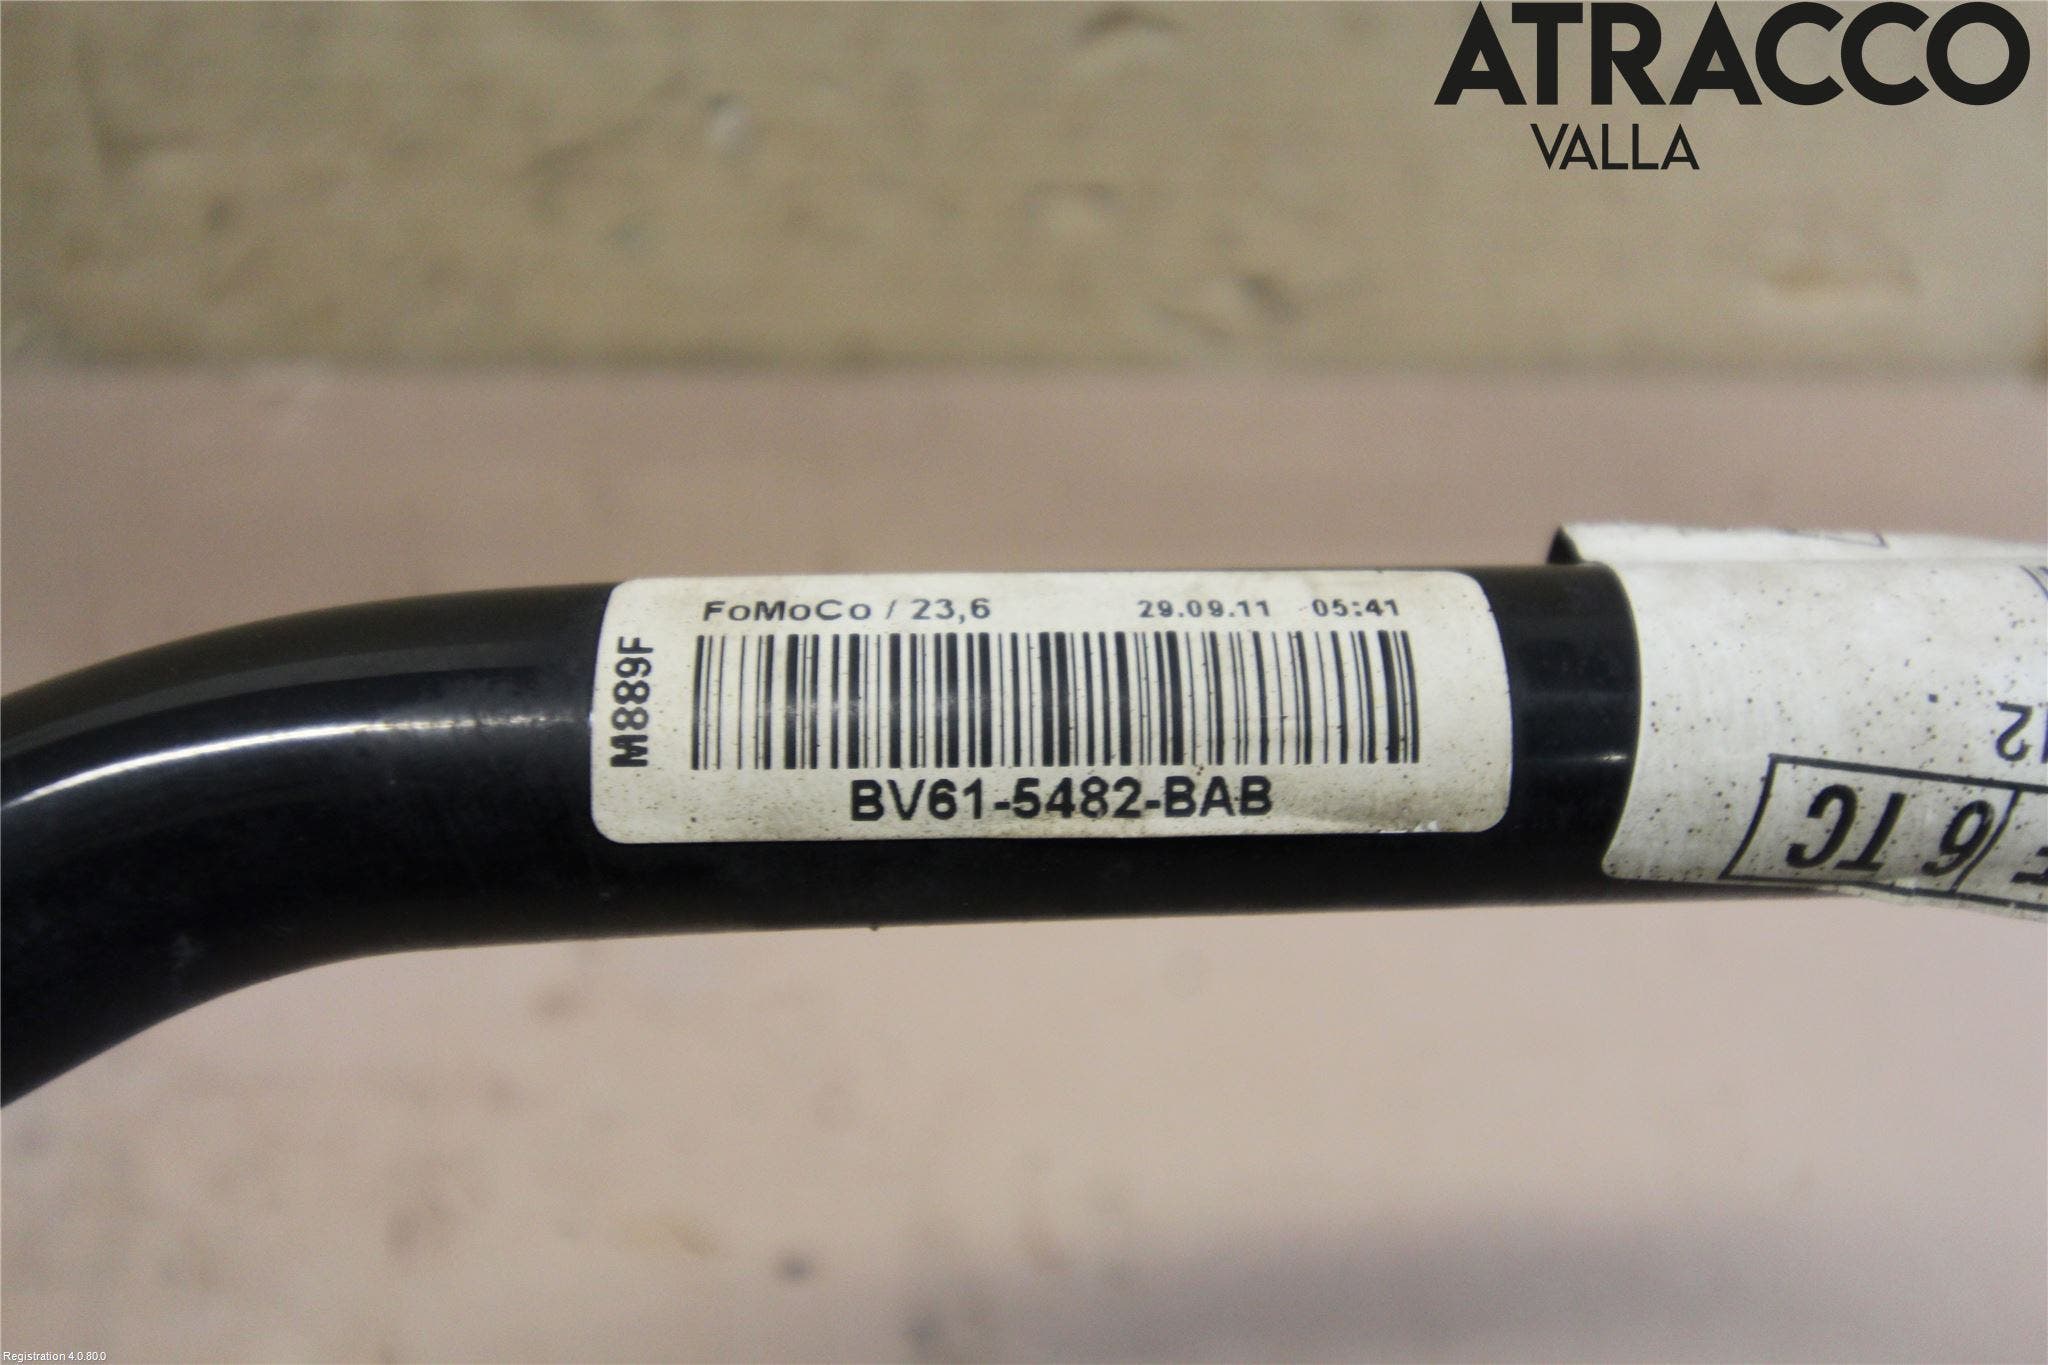 ATRACCO
VALLA
FoMoCo / 23,6 29.09.11 05:41
M889F
BV61-5482-BAB
6 TC
Registration 4.0.80.0